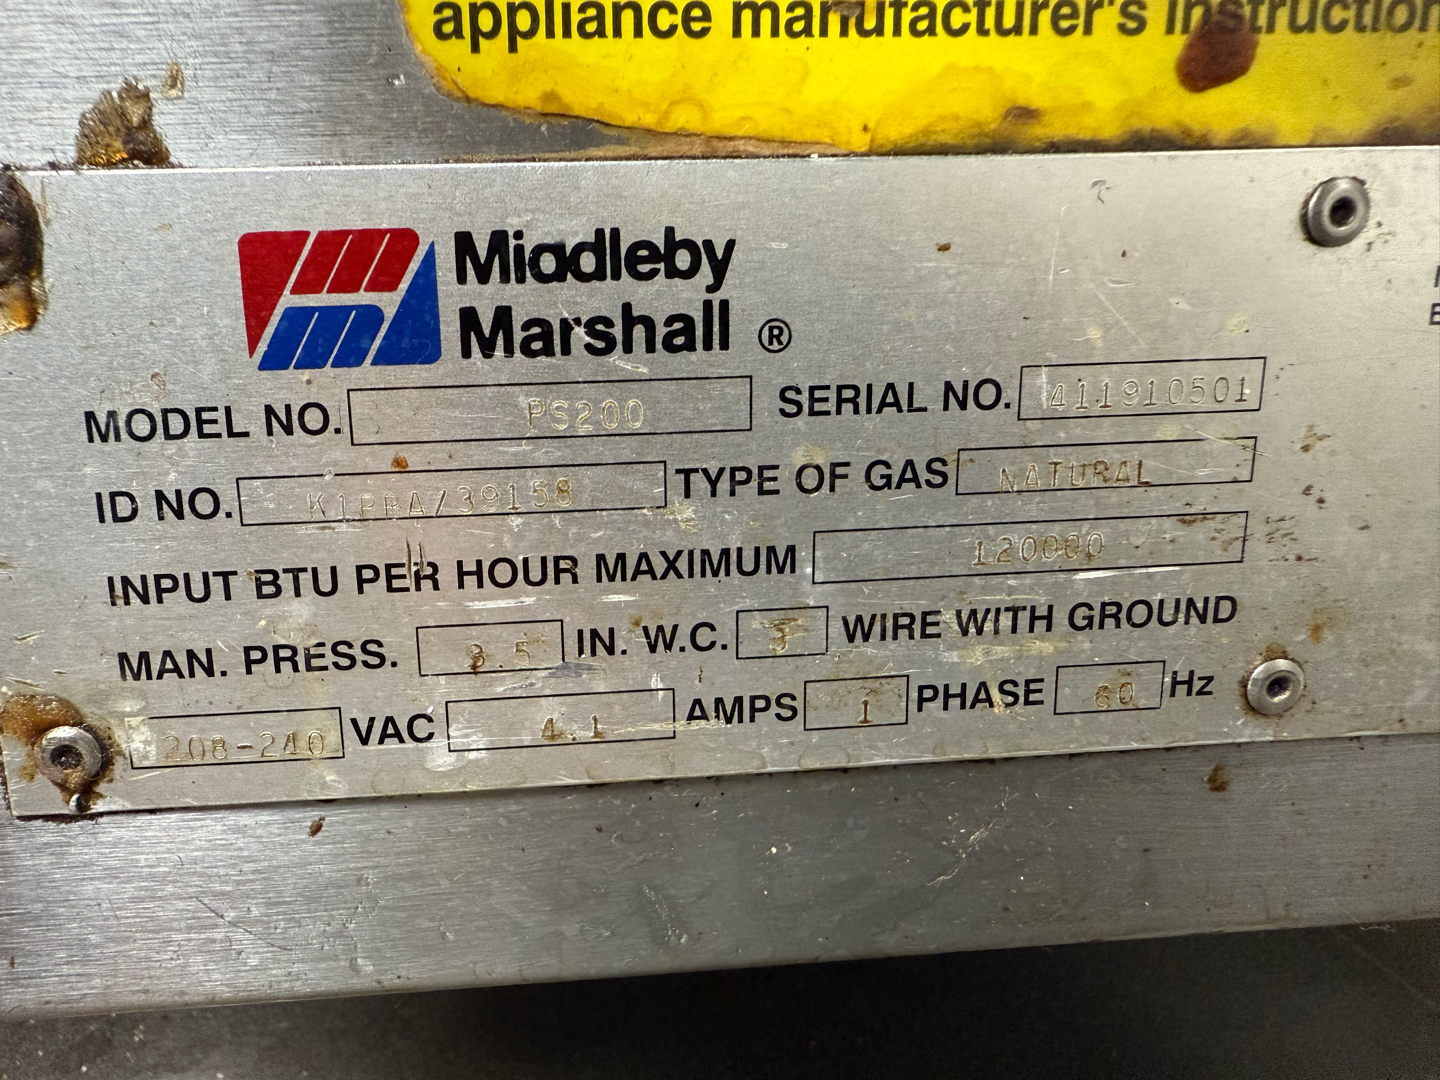 appliance manufacturer's instruction
Middleby
Marshall ®
MODEL NO. PS200 SERIAL NO. 411910501
ID NO. TYPE OF GAS NATURAL
INPUT BTU PER HOUR MAXIMUM 120000
MAN. PRESS. 3.5 IN. W.C. 3 WIRE WITH GROUND
208-240 VAC 4.1 AMPS 1 PHASE 60 Hz